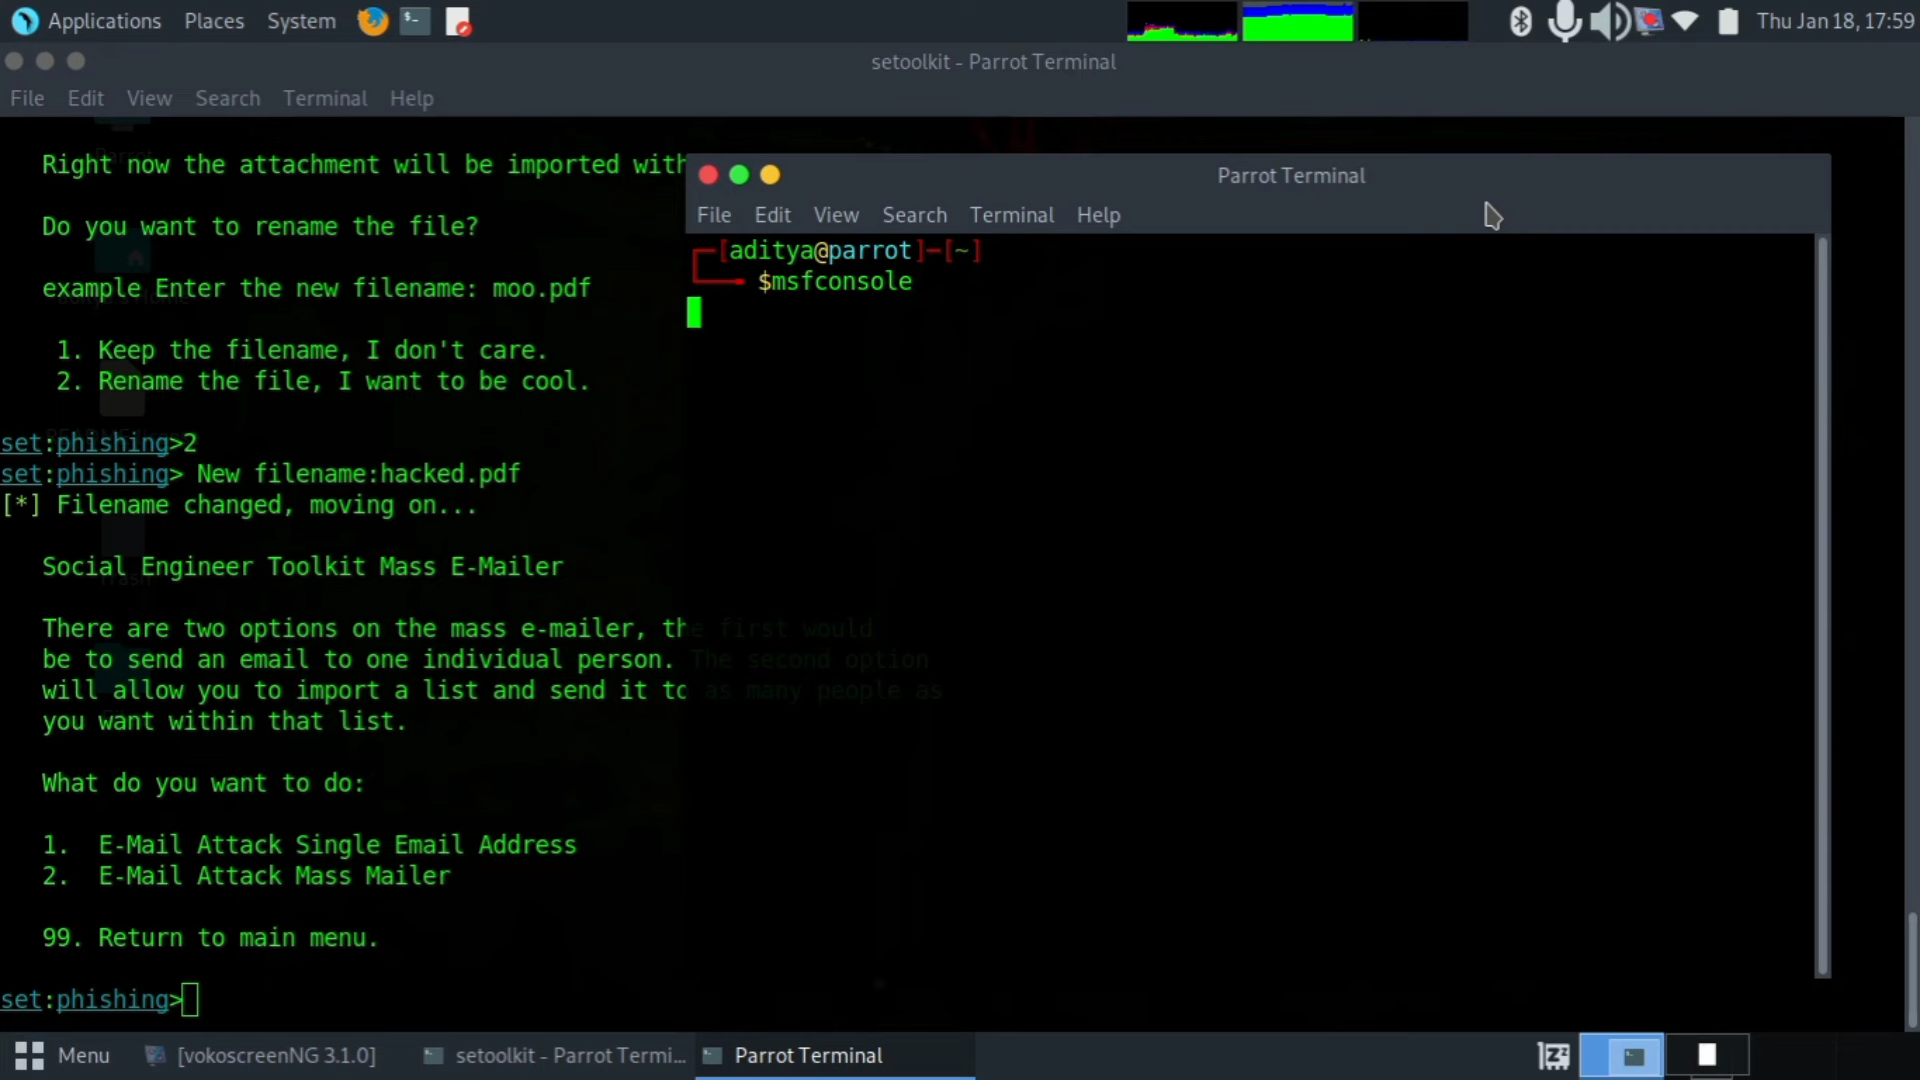 Applications Places System Thu Jan 18, 17:59
setoolkit - Parrot Terminal
File Edit View Search Terminal Help
Right now the attachment will be imported with
Do you want to rename the file?
example Enter the new filename: moo.pdf
1. Keep the filename, I don't care.
2. Rename the file, I want to be cool.
set:phishing>2
set:phishing> New filename:hacked.pdf
[*] Filename changed, moving on...
Social Engineer Toolkit Mass E-Mailer
There are two options on the mass e-mailer, the first would
be to send an email to one individual person. The second option
will allow you to import a list and send it to as many people as
you want within that list.
What do you want to do:
1. E-Mail Attack Single Email Address
2. E-Mail Attack Mass Mailer
99. Return to main menu.
set:phishing>
Parrot Terminal
File Edit View Search Terminal Help
[aditya@parrot]-[~]
$msfconsole
Menu [vokoscreenNG 3.1.0] setoolkit - Parrot Termi... Parrot Terminal